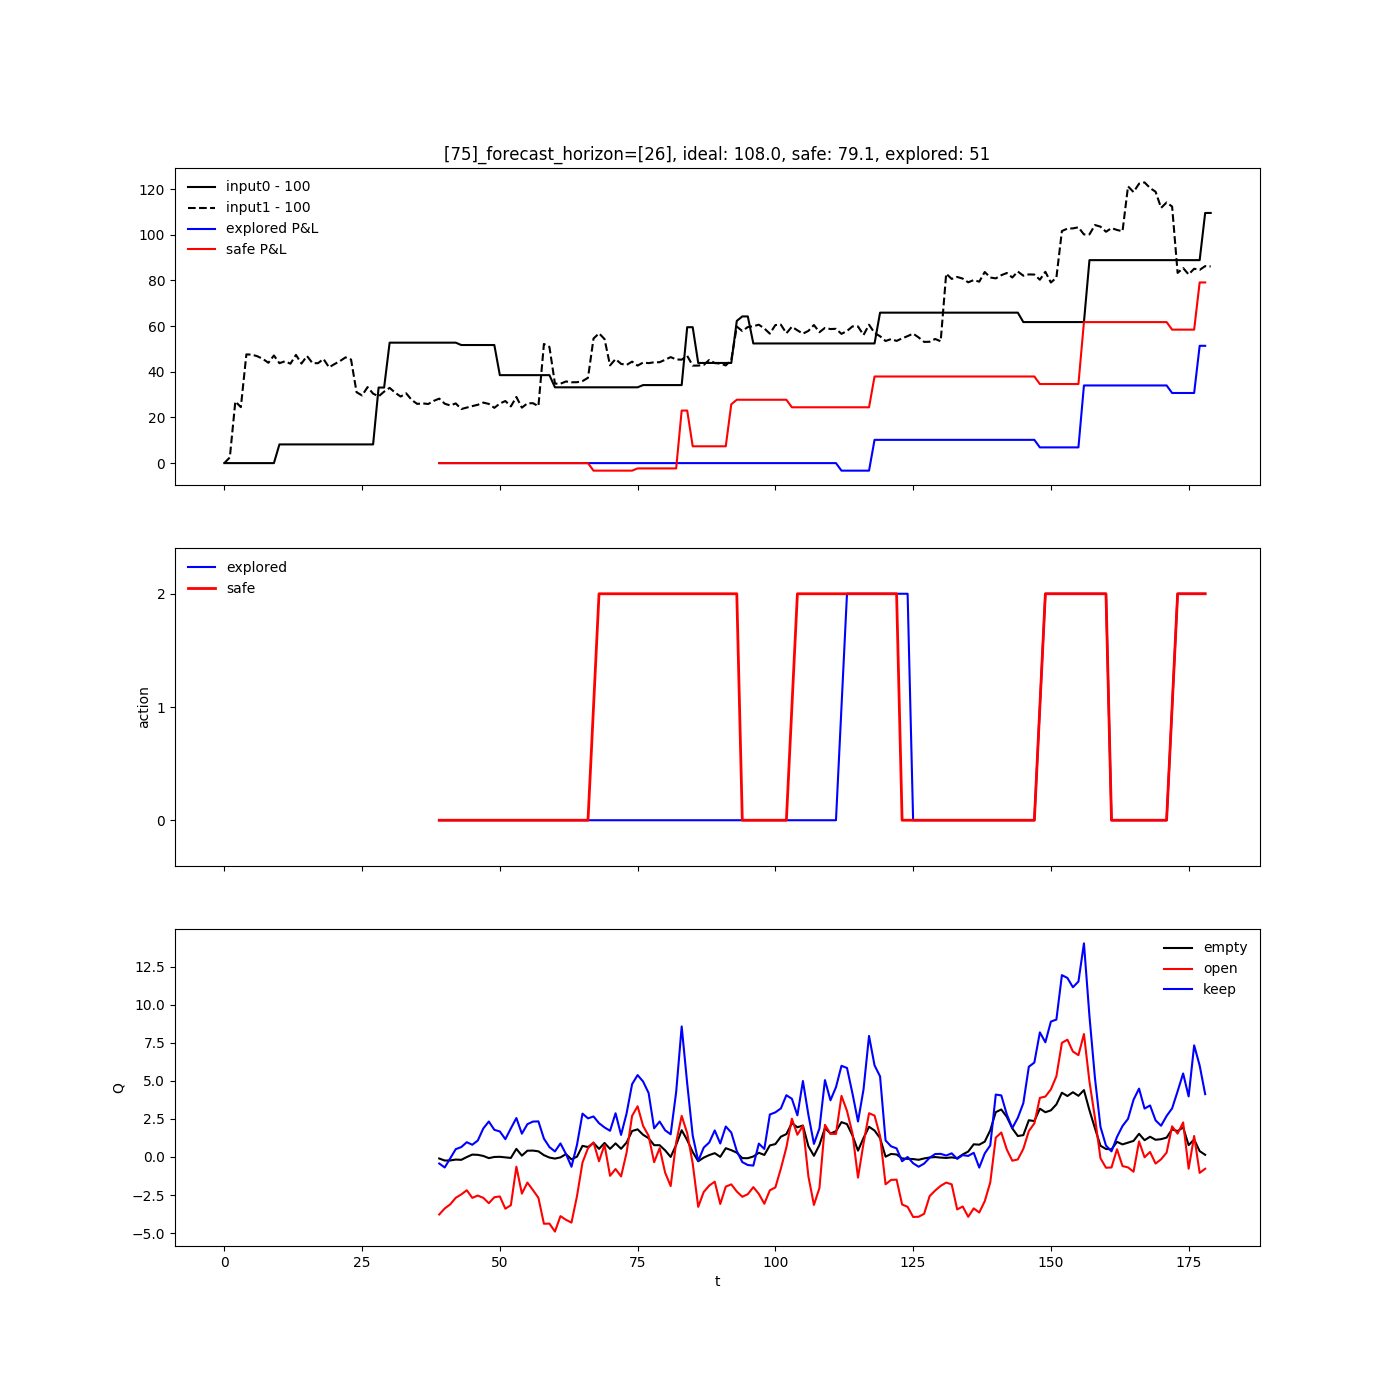 [75]_forecast_horizon=[26], ideal: 108.0, safe: 79.1, explored: 51
input0 - 100
input1 - 100
explored P&L
safe P&L
120
100
80
60
40
20
0
explored
safe
2
1
0
action
empty
open
keep
12.5
10.0
7.5
5.0
2.5
0.0
−2.5
−5.0
Q
0 25 50 75 100 125 150 175
t